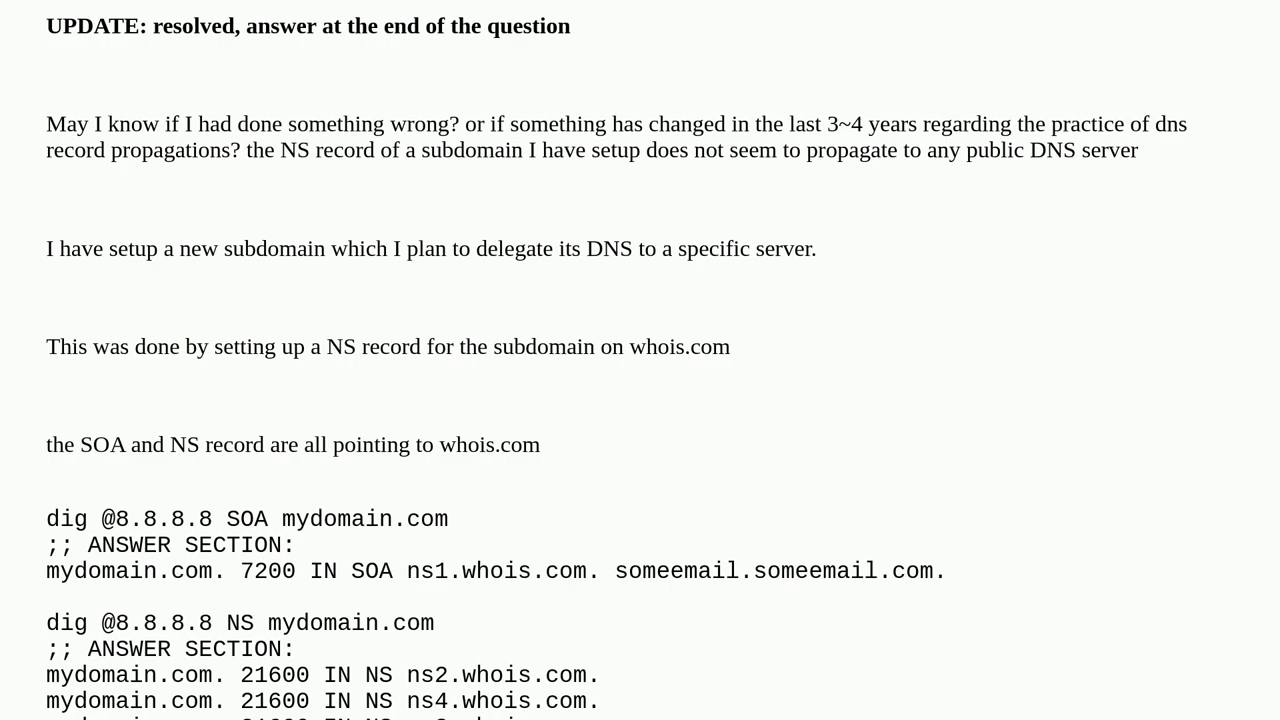 UPDATE: resolved, answer at the end of the question
May I know if I had done something wrong? or if something has changed in the last 3~4 years regarding the practice of dns
record propagations? the NS record of a subdomain I have setup does not seem to propagate to any public DNS server
I have setup a new subdomain which I plan to delegate its DNS to a specific server.
This was done by setting up a NS record for the subdomain on whois.com
the SOA and NS record are all pointing to whois.com
dig @8.8.8.8 SOA mydomain.com
;; ANSWER SECTION:
mydomain.com. 7200 IN SOA ns1.whois.com. someemail.someemail.com.
dig @8.8.8.8 NS mydomain.com
;; ANSWER SECTION:
mydomain.com. 21600 IN NS ns2.whois.com.
mydomain.com. 21600 IN NS ns4.whois.com.